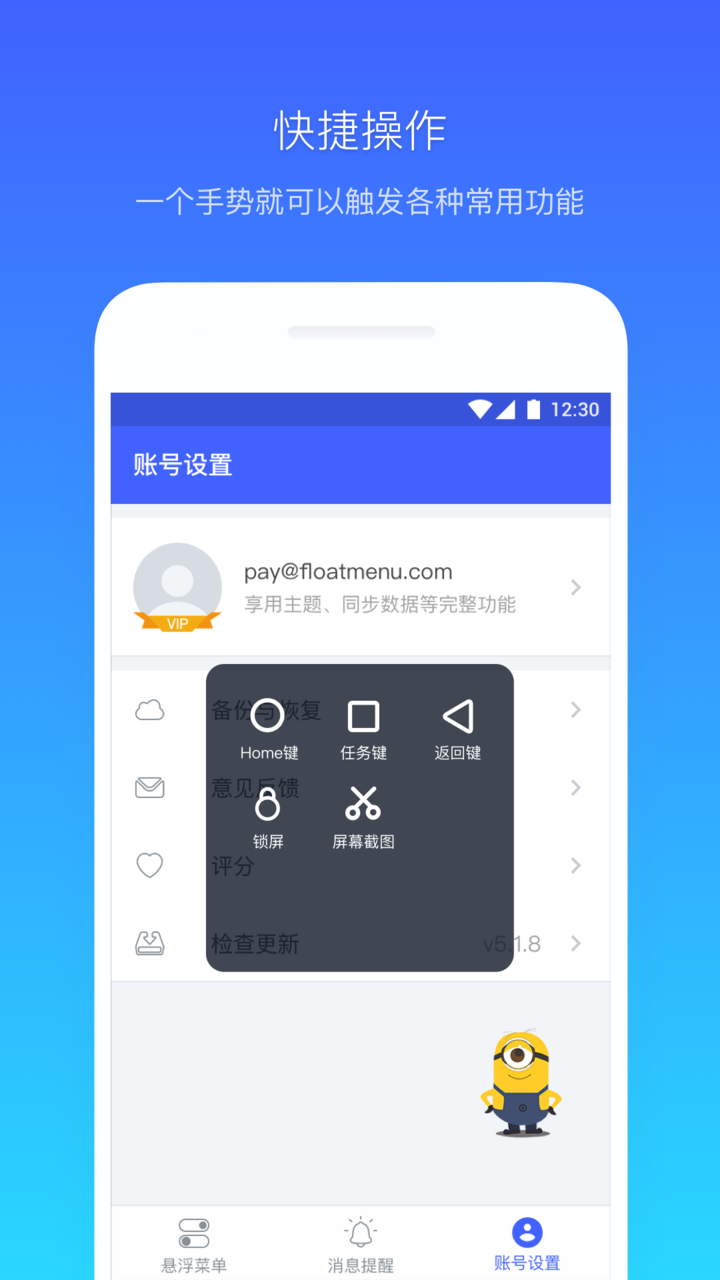 快捷操作
一个手势就可以触发各种常用功能
12:30
账号设置
pay@floatmenu.com
享用主题、同步数据等完整功能
VIP
备份与恢复
Home键
任务键
返回键
意见反馈
锁屏
屏幕截图
评分
检查更新
v5.1.8
悬浮菜单
消息提醒
账号设置